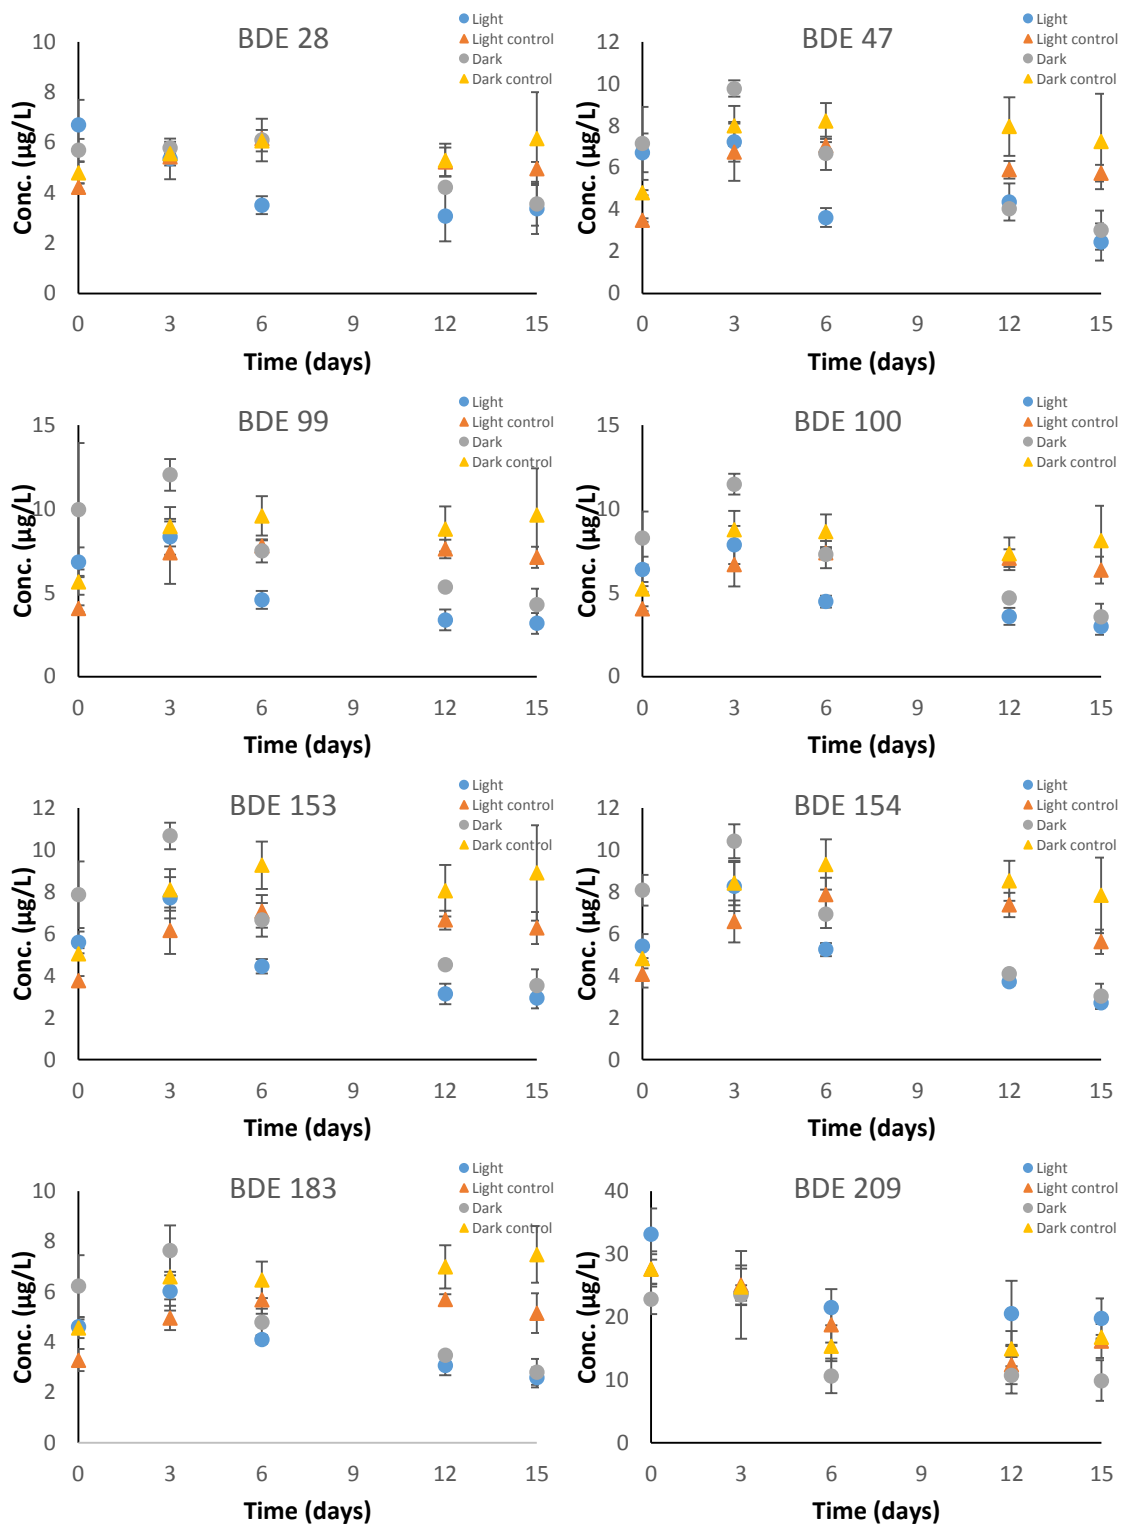 BDE 28
Light
Light control
Dark
Dark control
Conc. (µg/L)
10
8
6
4
2
0
0 3 6 9 12 15
Time (days)
BDE 47
Light
Light control
Dark
Dark control
Conc. (µg/L)
12
10
8
6
4
2
0
0 3 6 9 12 15
Time (days)
BDE 99
Light
Light control
Dark
Dark control
Conc. (µg/L)
15
10
5
0
0 3 6 9 12 15
Time (days)
BDE 100
Light
Light control
Dark
Dark control
Conc. (µg/L)
15
10
5
0
0 3 6 9 12 15
Time (days)
BDE 153
Light
Light control
Dark
Dark control
Conc. (µg/L)
12
10
8
6
4
2
0
0 3 6 9 12 15
Time (days)
BDE 154
Light
Light control
Dark
Dark control
Conc. (µg/L)
12
10
8
6
4
2
0
0 3 6 9 12 15
Time (days)
BDE 183
Light
Light control
Dark
Dark control
Conc. (µg/L)
10
8
6
4
2
0
0 3 6 9 12 15
Time (days)
BDE 209
Light
Light control
Dark
Dark control
Conc. (µg/L)
40
30
20
10
0
0 3 6 9 12 15
Time (days)